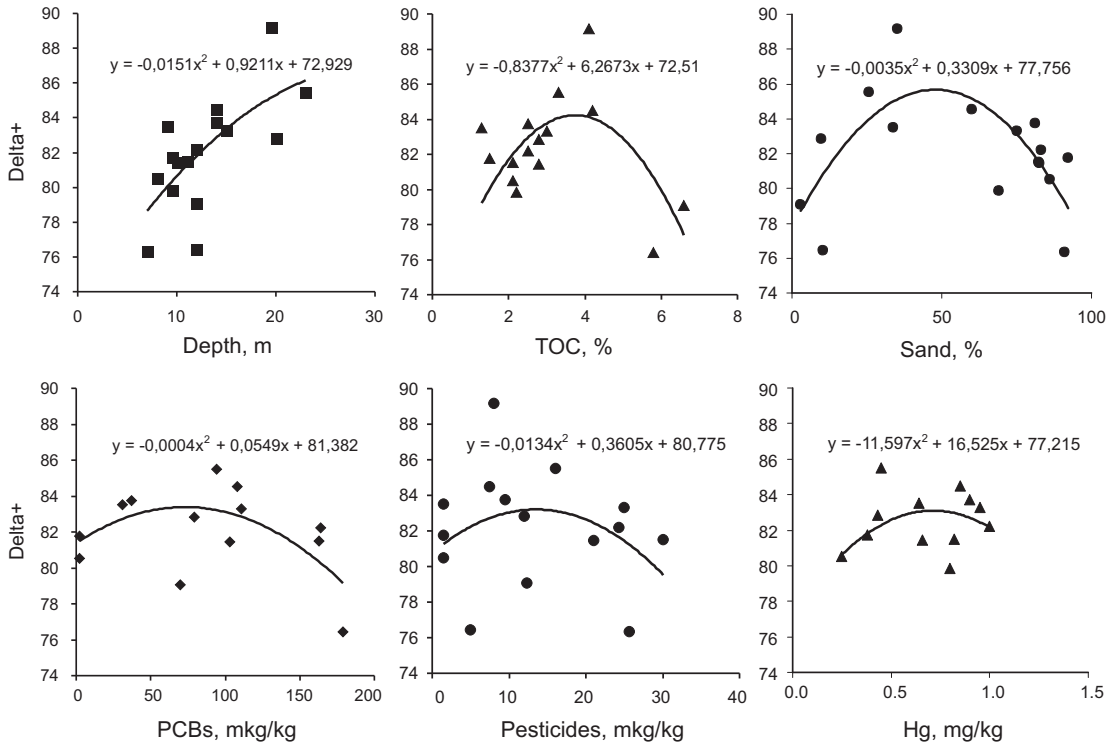 90
88
86
84
82
80
78
76
74
Delta+
y = -0,0151x² + 0,9211x + 72,929
0 10 20 30
Depth, m
90
88
86
84
82
80
78
76
74
y = -0,8377x² + 6,2673x + 72,51
0 2 4 6 8
TOC, %
90
88
86
84
82
80
78
76
74
y = -0,0035x² + 0,3309x + 77,756
0 50 100
Sand, %
90
88
86
84
82
80
78
76
74
Delta+
y = -0,0004x² + 0,0549x + 81,382
0 50 100 150 200
PCBs, mkg/kg
90
88
86
84
82
80
78
76
74
y = -0,0134x² + 0,3605x + 80,775
0 10 20 30 40
Pesticides, mkg/kg
90
88
86
84
82
80
78
76
74
y = -11,597x² + 16,525x + 77,215
0.0 0.5 1.0 1.5
Hg, mg/kg